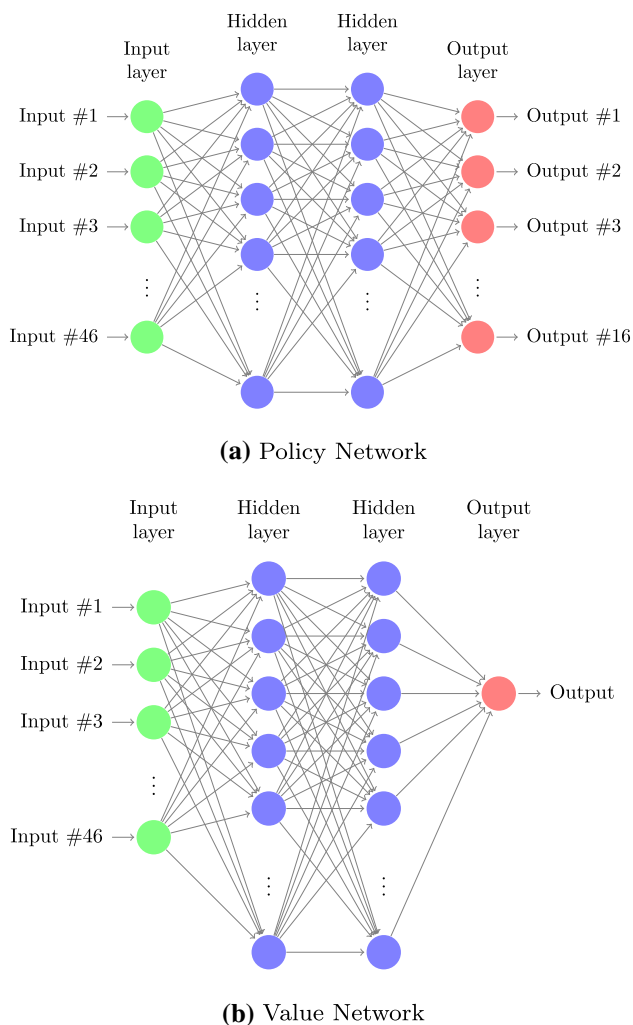 Input
layer
Hidden
layer
Hidden
layer
Output
layer
Input #1
Input #2
Input #3
⋮
Input #46
Output #1
Output #2
Output #3
⋮
Output #16
(a) Policy Network
Input
layer
Hidden
layer
Hidden
layer
Output
layer
Input #1
Input #2
Input #3
⋮
Input #46
Output
(b) Value Network